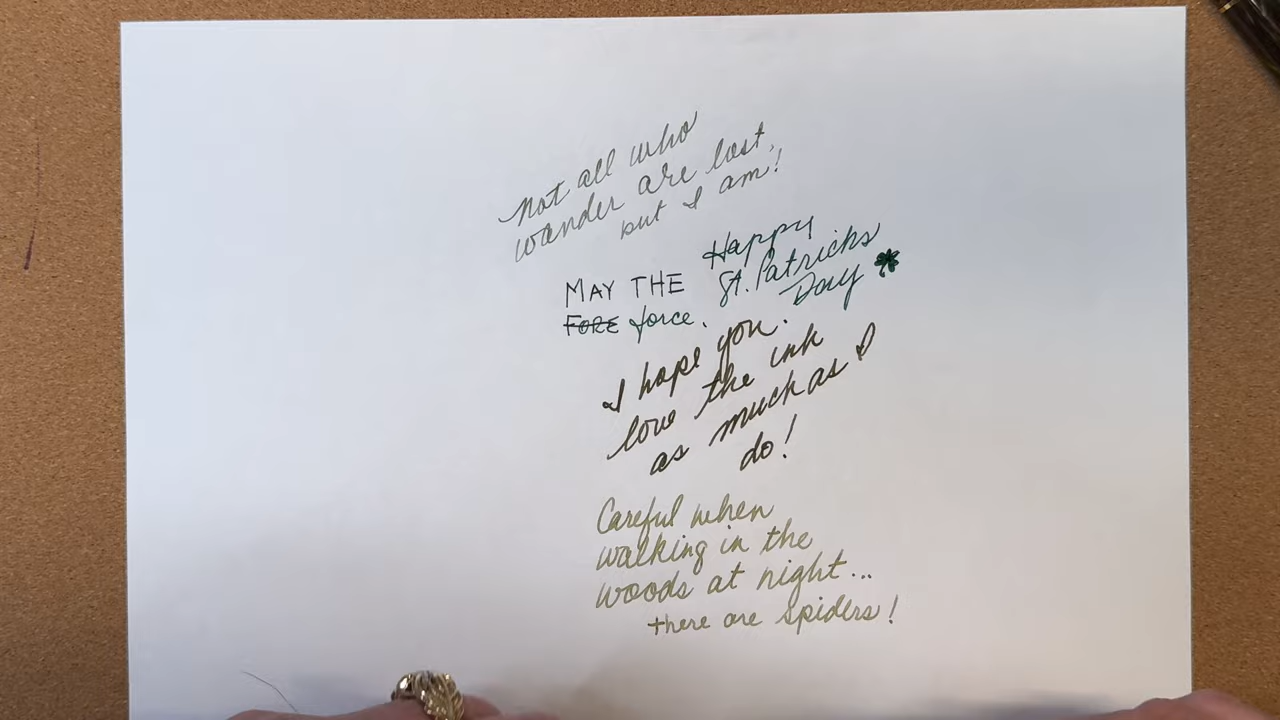 not all who
wander are lost,
but I am!
MAY THE
FORE force.
Happy
St. Patricks
Day
I hope you.
love the ink
as much as I
do!
Careful when
walking in the
woods at night...
there are spiders!